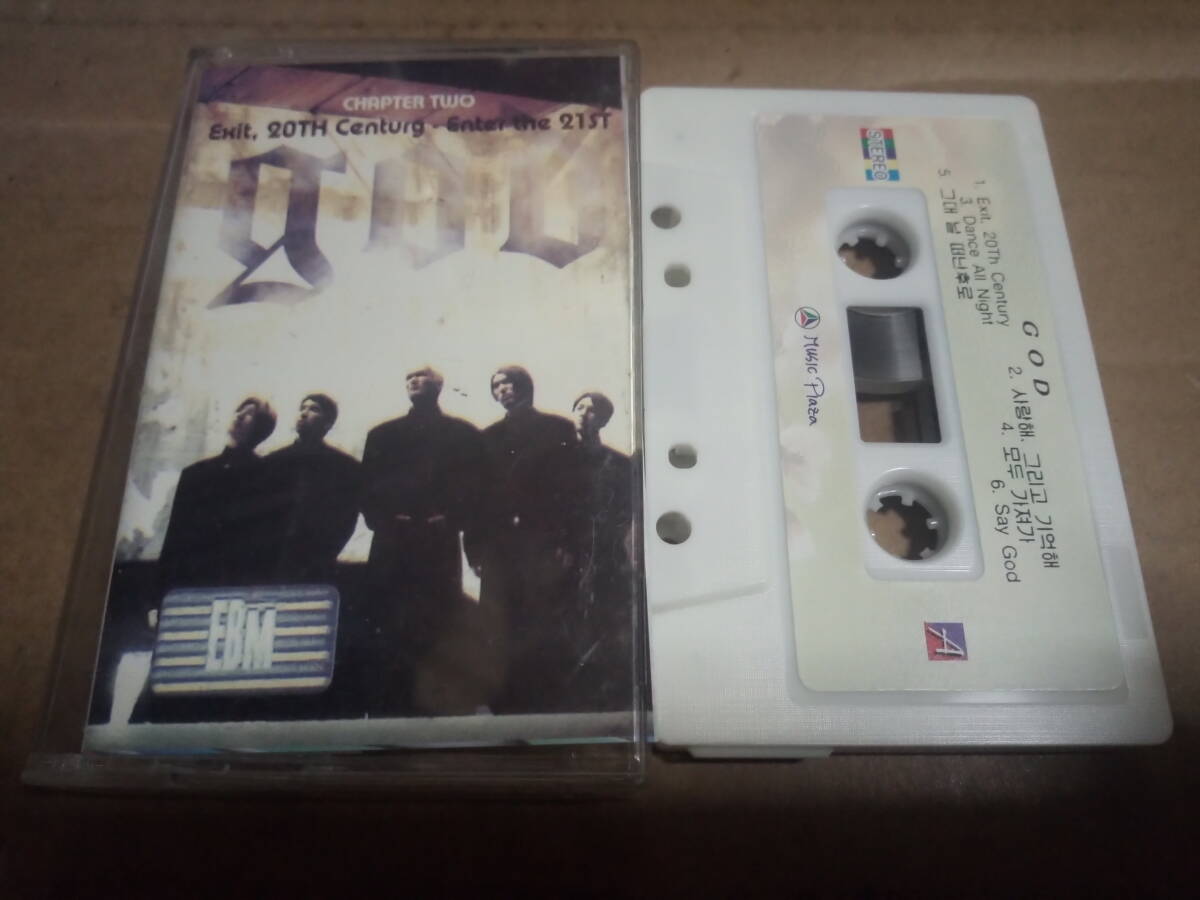 CHAPTER TWO
Exit, 20TH Century - Enter the 21ST
god
EBM
STEREO
G O D
1. Exit, 20Th Century
2. 사랑해. 그리고 기억해
3. Dance All Night
4. 모두 가져가
5. 그대 날 떠난후로
6. Say God
MUSIC Plaza
A